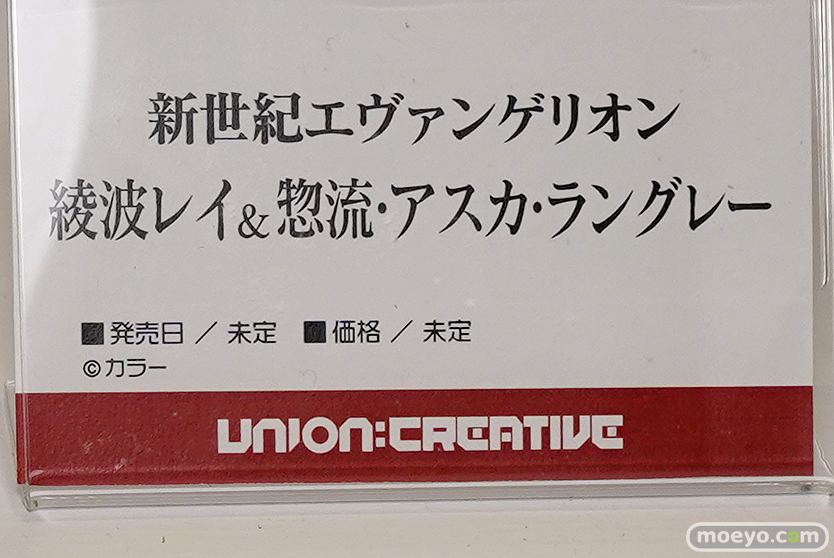 新世紀エヴァンゲリオン
綾波レイ&惣流･アスカ･ラングレー
■発売日 ／ 未定 ■価格 ／ 未定
©カラー
UNION:CREATIVE
moeyo.com